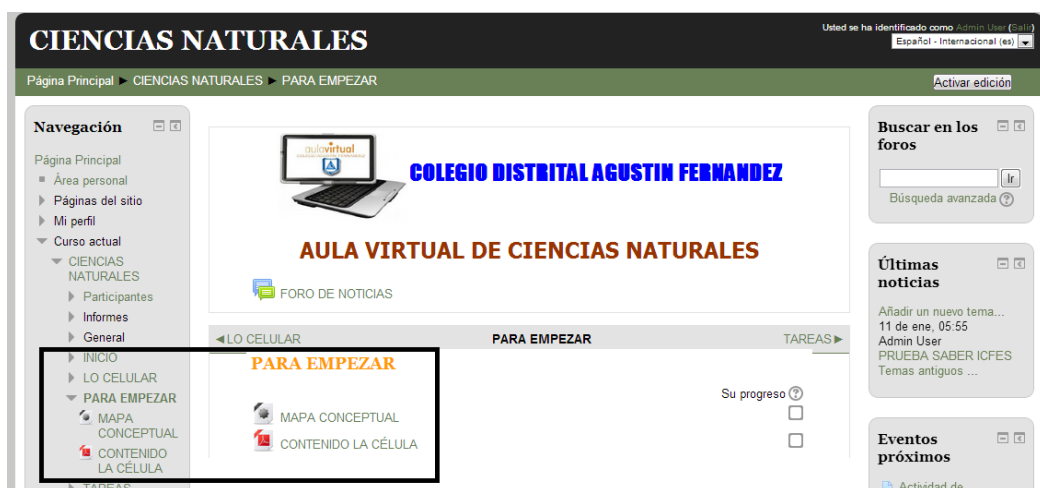 CIENCIAS NATURALES
Usted se ha identificado como Admin User (Salir)
Español - Internacional (es)
Página Principal ► CIENCIAS NATURALES ► PARA EMPEZAR
Activar edición
Navegación
Página Principal
Área personal
Páginas del sitio
Mi perfil
Curso actual
CIENCIAS
NATURALES
Participantes
Informes
General
INICIO
LO CELULAR
PARA EMPEZAR
MAPA
CONCEPTUAL
CONTENIDO
LA CÉLULA
TAREAS
aulavirtual
COLEGIO DISTRITAL AGUSTIN FERNANDEZ
AULA VIRTUAL DE CIENCIAS NATURALES
FORO DE NOTICIAS
◄LO CELULAR
PARA EMPEZAR
TAREAS►
PARA EMPEZAR
Su progreso
MAPA CONCEPTUAL
CONTENIDO LA CÉLULA
Buscar en los
foros
Ir
Búsqueda avanzada
Últimas
noticias
Añadir un nuevo tema...
11 de ene, 05:55
Admin User
PRUEBA SABER ICFES
Temas antiguos ...
Eventos
próximos
Actividad de